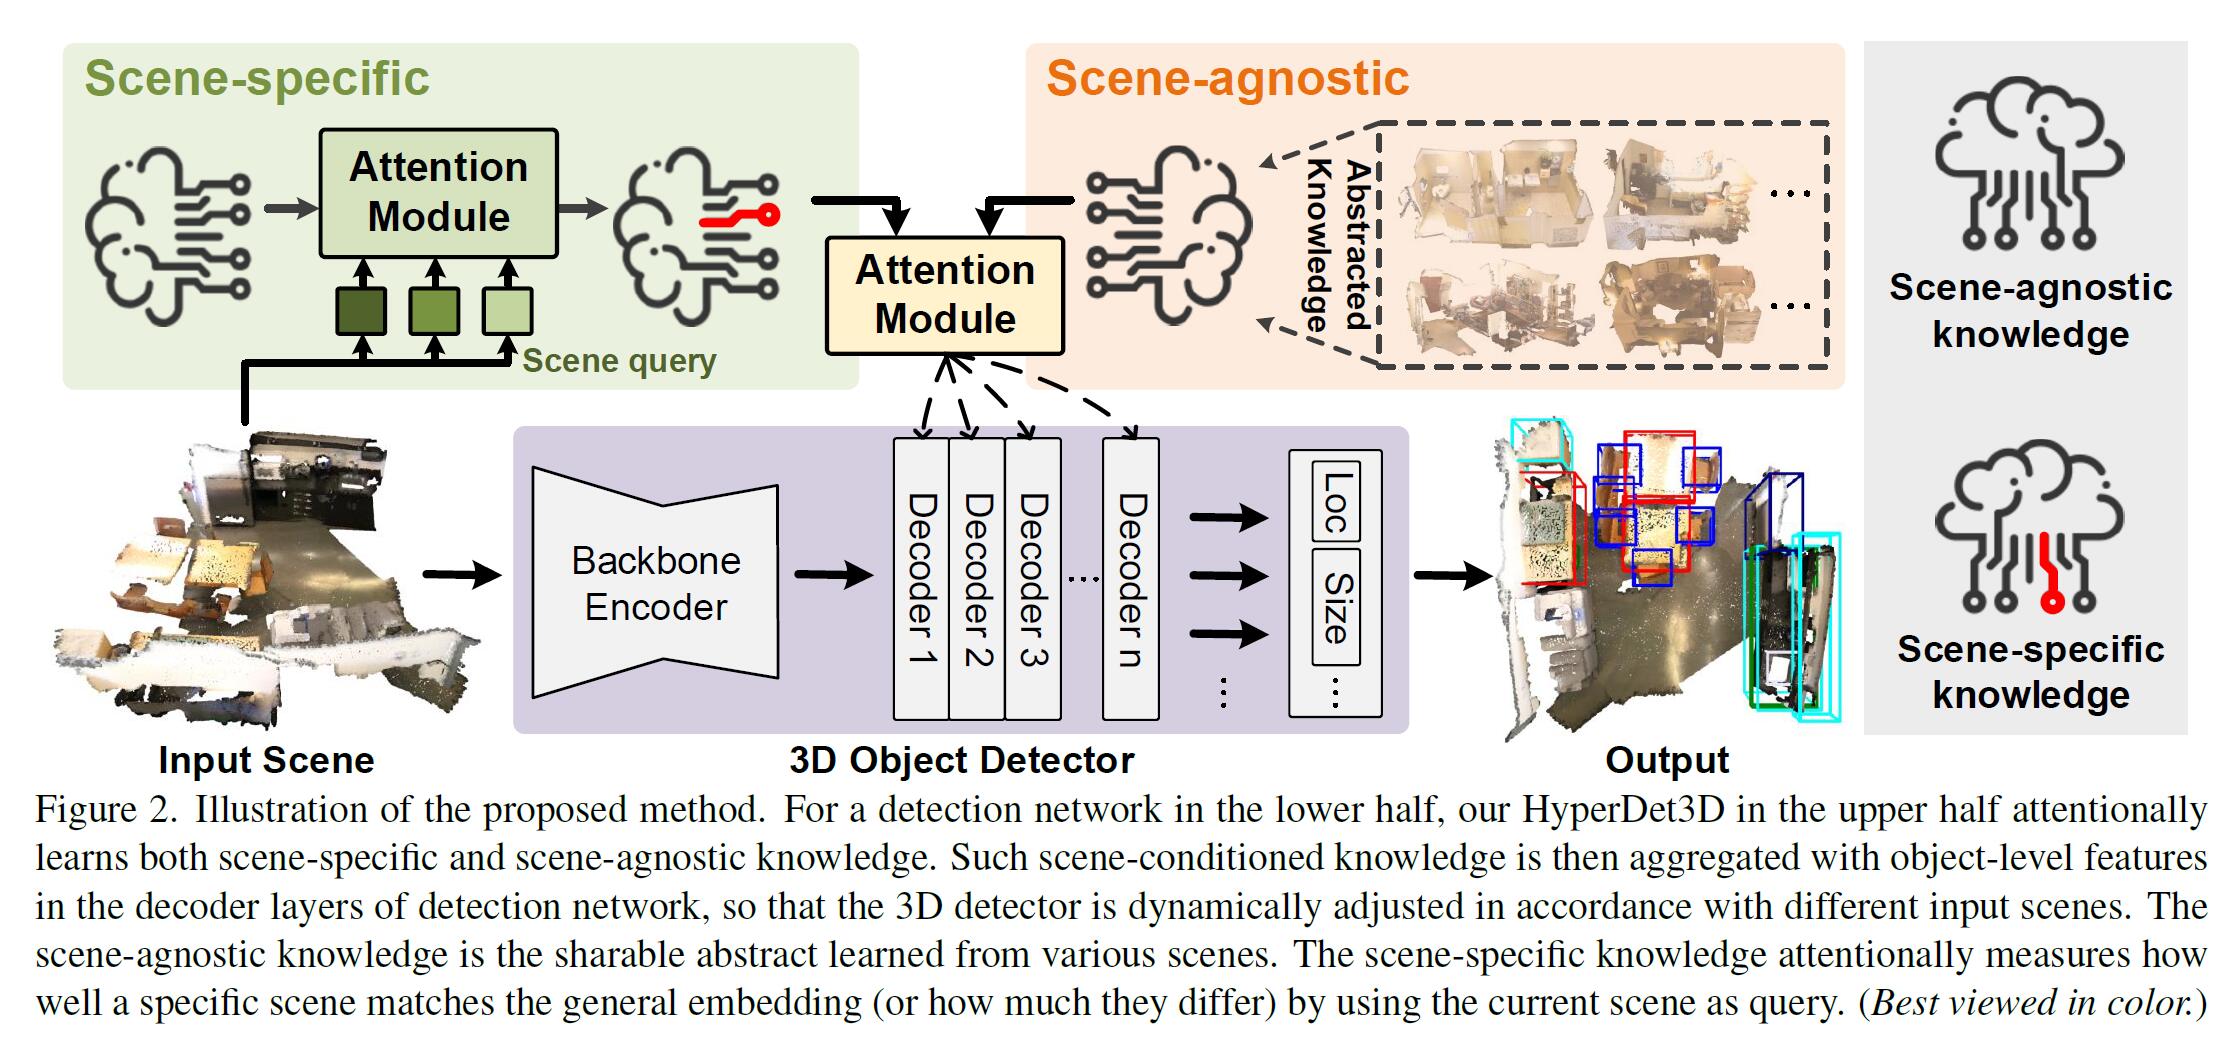 Scene-specific
Scene-agnostic
Attention
Module
Attention
Module
Scene query
Abstracted
Knowledge
Scene-agnostic
knowledge
Scene-specific
knowledge
Backbone
Encoder
Decoder 1
Decoder 2
Decoder 3
Decoder n
Loc
Size
Input Scene
3D Object Detector
Output
Figure 2. Illustration of the proposed method. For a detection network in the lower half, our HyperDet3D in the upper half attentionally
learns both scene-specific and scene-agnostic knowledge. Such scene-conditioned knowledge is then aggregated with object-level features
in the decoder layers of detection network, so that the 3D detector is dynamically adjusted in accordance with different input scenes. The
scene-agnostic knowledge is the sharable abstract learned from various scenes. The scene-specific knowledge attentionally measures how
well a specific scene matches the general embedding (or how much they differ) by using the current scene as query. (Best viewed in color.)